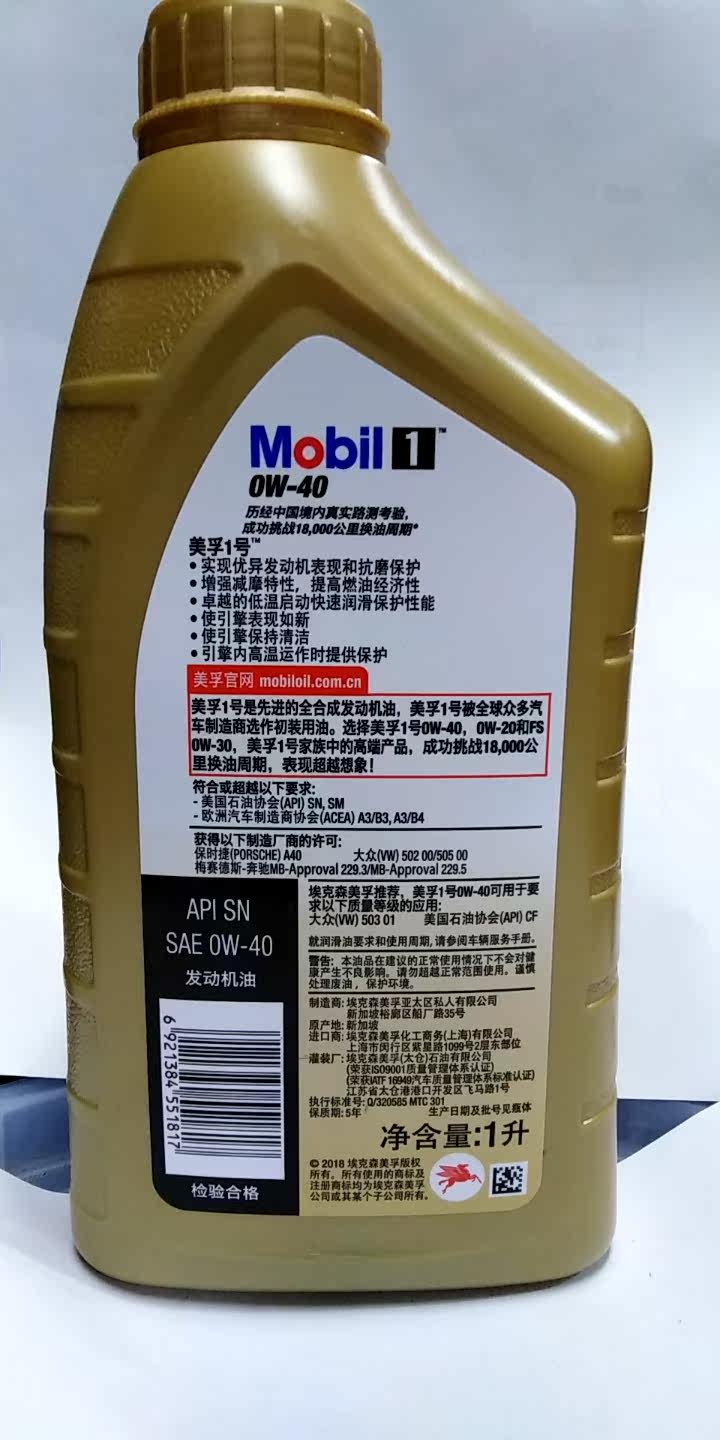 Mobil 1™
0W-40
历经中国境内真实路测考验,
成功挑战18,000公里换油周期*
美孚1号™
• 实现优异发动机表现和抗磨保护
• 增强减摩特性，提高燃油经济性
• 卓越的低温启动快速润滑保护性能
• 使引擎表现如新
• 使引擎保持清洁
• 引擎内高温运作时提供保护
美孚官网 mobiloil.com.cn
美孚1号是先进的全合成发动机油，美孚1号被全球众多汽
车制造商选作初装用油。选择美孚1号0W-40，0W-20和FS
0W-30，美孚1号家族中的高端产品，成功挑战18,000公
里换油周期，表现超越想象！
符合或超越以下要求:
- 美国石油协会(API) SN, SM
- 欧洲汽车制造商协会(ACEA) A3/B3, A3/B4
获得以下制造厂商的许可:
保时捷(PORSCHE) A40 大众(VW) 502 00/505 00
梅赛德斯-奔驰MB-Approval 229.3/MB-Approval 229.5
API SN
SAE 0W-40
发动机油
6 921384 551817
检验合格
埃克森美孚推荐，美孚1号0W-40可用于要
求以下质量等级的应用:
大众(VW) 503 01 美国石油协会(API) CF
就润滑油要求和使用周期, 请参阅车辆服务手册。
警告: 本油品在建议的正常使用情况下不会对健
康产生不良影响。请勿超越正常范围使用。谨慎
处理废油，保护环境。
制造商: 埃克森美孚亚太区私人有限公司
新加坡裕廊区船厂路35号
原产地: 新加坡
进口商: 埃克森美孚化工商务(上海)有限公司
上海市闵行区紫星路1099号2层东部位
灌装厂: 埃克森美孚(太仓)石油有限公司
(荣获ISO9001质量管理体系认证)
(荣获IATF 16949汽车质量管理体系标准认证)
江苏省太仓港港口开发区飞马路1号
执行标准号: Q/320585 MTC 301
保质期: 5年 生产日期及批号见瓶体
净含量:1升
© 2018 埃克森美孚版权
所有。所有使用的商标及
注册商标均为埃克森美孚
公司或其某个子公司所有。